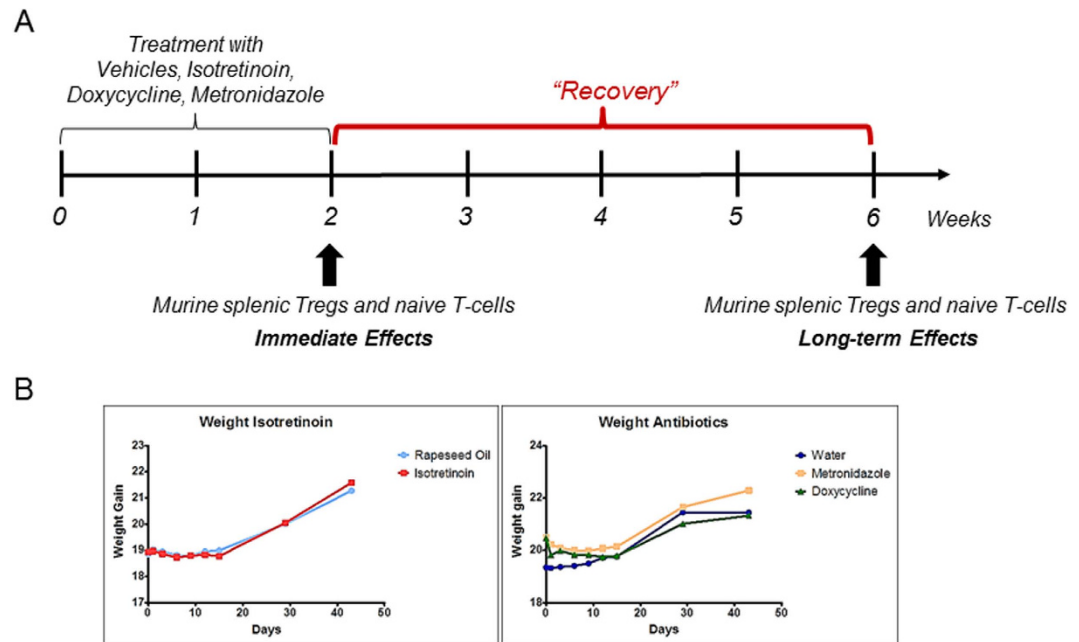 A
Treatment with
Vehicles, Isotretinoin,
Doxycycline, Metronidazole
“Recovery”
0 1 2 3 4 5 6 Weeks
Murine splenic Tregs and naive T-cells
Immediate Effects
Murine splenic Tregs and naive T-cells
Long-term Effects
B
Weight Isotretinoin
Rapeseed Oil
Isotretinoin
Weight Gain
23
22
21
20
19
18
17
0 10 20 30 40 50
Days
Weight Antibiotics
Water
Metronidazole
Doxycycline
Weight gain
24
22
20
18
0 10 20 30 40 50
Days